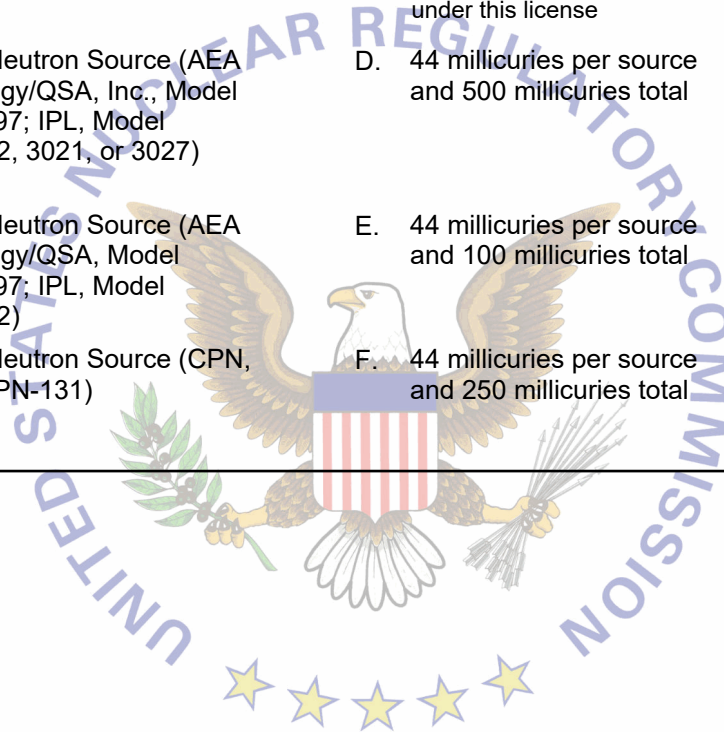 under this license
leutron Source (AEA
gy/QSA, Inc., Model
97; IPL, Model
2, 3021, or 3027)
D. 44 millicuries per source
and 500 millicuries total
leutron Source (AEA
gy/QSA, Model
97; IPL, Model
2)
E. 44 millicuries per source
and 100 millicuries total
leutron Source (CPN,
PN-131)
F. 44 millicuries per source
and 250 millicuries total
UNITED STATES NUCLEAR REGULATORY COMMISSION